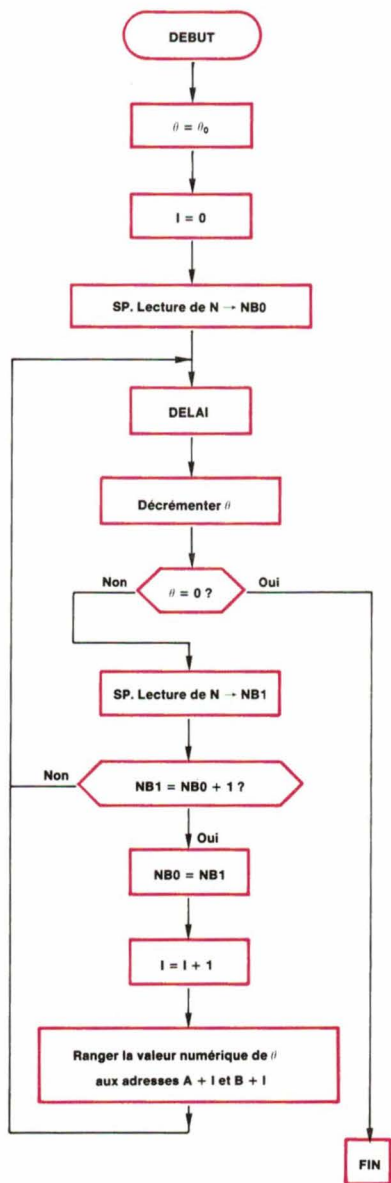 DEBUT
θ = θ₀
I = 0
SP. Lecture de N → NB0
DELAI
Décrémenter θ
Non
θ = 0 ?
Oui
SP. Lecture de N → NB1
Non
NB1 = NB0 + 1 ?
Oui
NB0 = NB1
I = I + 1
Ranger la valeur numérique de θ
aux adresses A + I et B + I
FIN